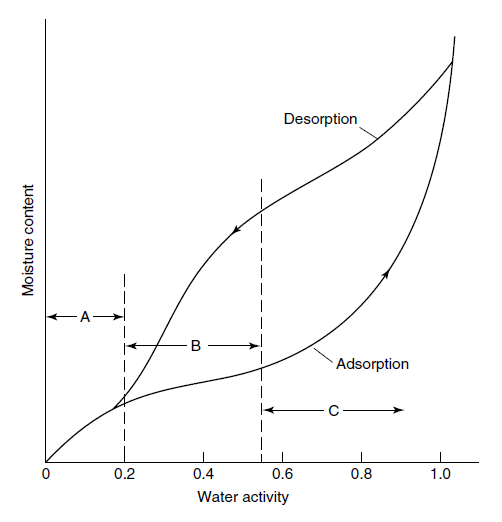 Desorption
Moisture content
A
B
Adsorption
C
0
0.2
0.4
0.6
0.8
1.0
Water activity